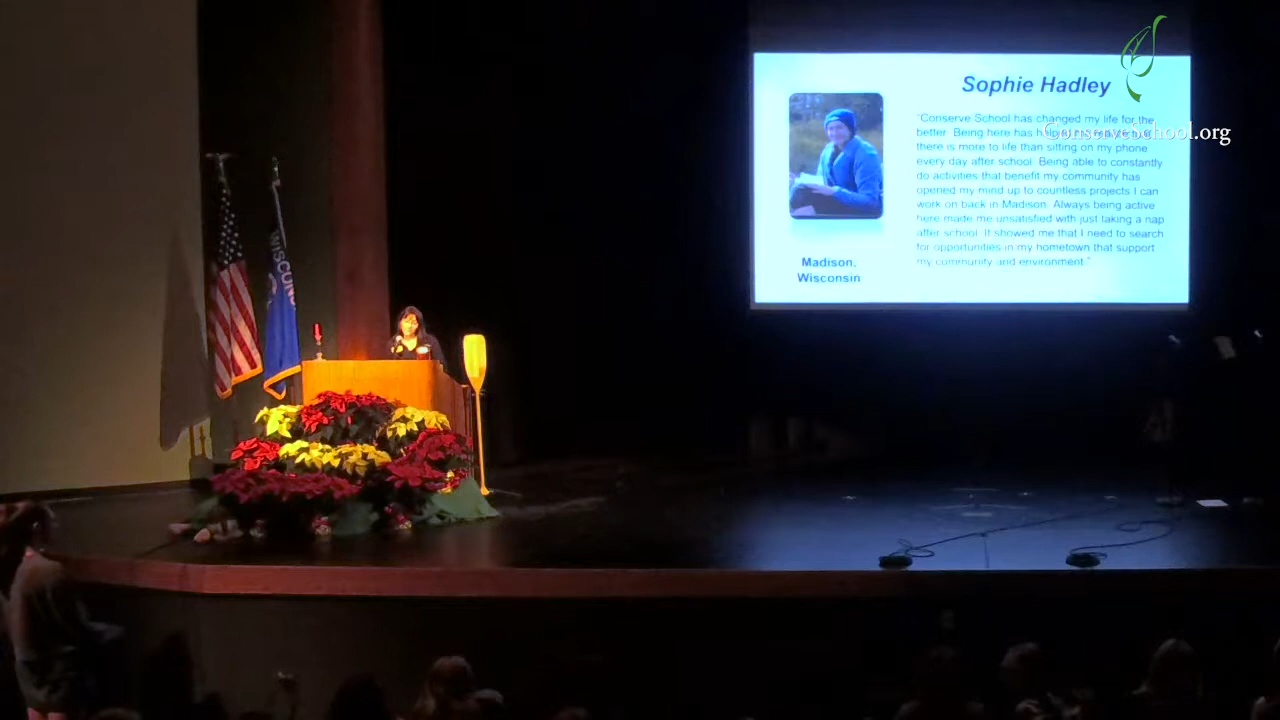 Sophie Hadley
"Conserve School has changed my life for the
better. Being here has
there is more to life than sitting on my phone
every day after school. Being able to constantly
do activities that benefit my community has
opened my mind up to countless projects I can
work on back in Madison. Always being active
here made me unsatisfied with just taking a nap
after school. It showed me that I need to search
for opportunities in my hometown that support
my community and environment."
Madison,
Wisconsin
ConserveSchool.org
WISCONS